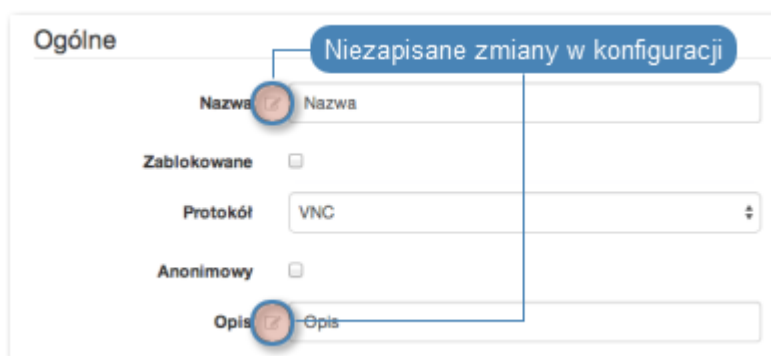 Ogólne
Niezapisane zmiany w konfiguracji
Nazwa Nazwa
Zablokowane
Protokół VNC
Anonimowy
Opis Opis